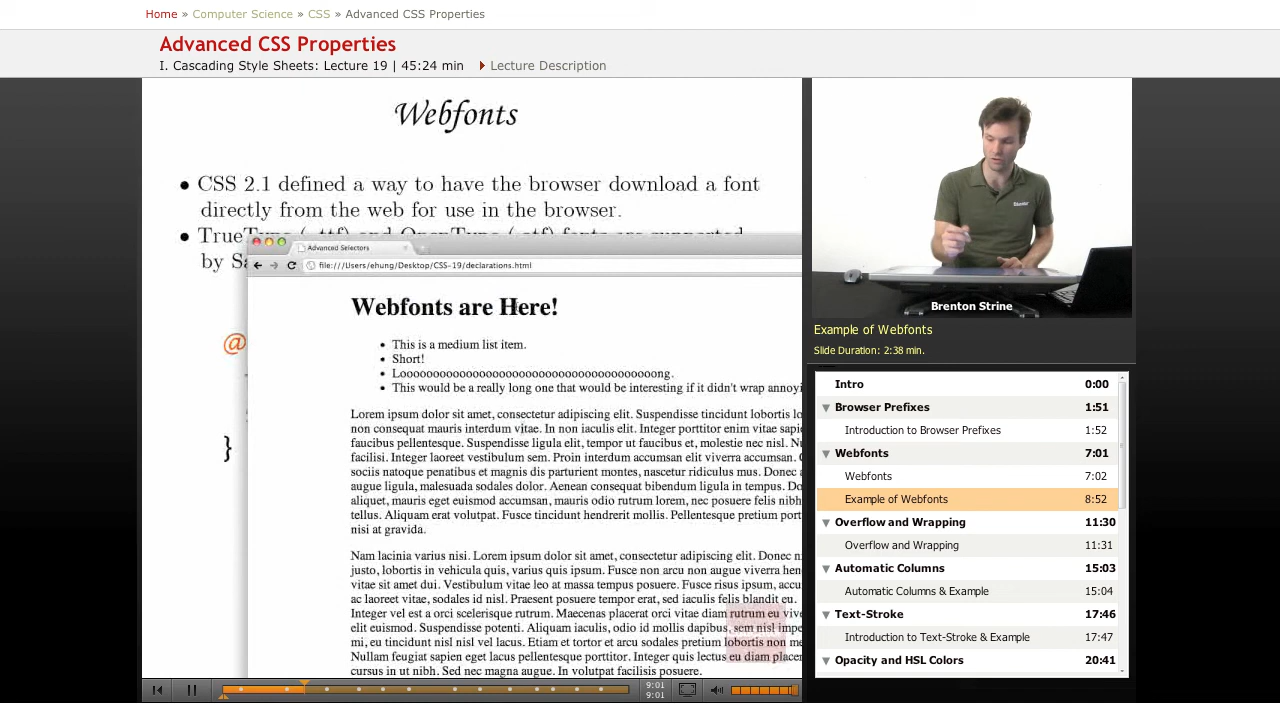 Home » Computer Science » CSS » Advanced CSS Properties
Advanced CSS Properties
I. Cascading Style Sheets: Lecture 19 | 45:24 min Lecture Description
Webfonts
• CSS 2.1 defined a way to have the browser download a font
directly from the web for use in the browser.
• TrueType (.ttf) and OpenType (.otf) fonts are supported
by Sa
@
}
Advanced Selectors
file:///Users/ehung/Desktop/CSS-19/declarations.html
Webfonts are Here!
• This is a medium list item.
• Short!
• Looooooooooooooooooooooooooooooooooooooong.
• This would be a really long one that would be interesting if it didn't wrap annoyi
Lorem ipsum dolor sit amet, consectetur adipiscing elit. Suspendisse tincidunt lobortis lo
non consequat mauris interdum vitae. In non iaculis elit. Integer porttitor enim vitae sapi
faucibus pellentesque. Suspendisse ligula elit, tempor ut faucibus et, molestie nec nisl. Nu
facilisi. Integer laoreet vestibulum sem. Proin interdum accumsan elit viverra accumsan. C
sociis natoque penatibus et magnis dis parturient montes, nascetur ridiculus mus. Donec a
augue ligula, malesuada sodales dolor. Aenean consequat bibendum ligula in tempus. Do
aliquet, mauris eget euismod accumsan, mauris odio rutrum lorem, nec posuere felis nibh
tellus. Aliquam erat volutpat. Fusce tincidunt hendrerit mollis. Pellentesque pretium port
nisi at gravida.
Nam lacinia varius nisi. Lorem ipsum dolor sit amet, consectetur adipiscing elit. Donec n
justo, lobortis in vehicula quis, varius quis ipsum. Fusce non arcu non augue viverra hen
vitae sit amet dui. Vestibulum vitae leo at massa tempus posuere. Fusce risus ipsum, accu
ac laoreet vitae, sodales id nisl. Praesent posuere tempor erat, sed iaculis felis blandit eu.
Integer vel est a orci scelerisque rutrum. Maecenas placerat orci vitae diam rutrum eu vive
elit euismod. Suspendisse potenti. Aliquam iaculis, odio id mollis dapibus, sem nisl impe
mi, eu tincidunt nisl nisl vel lacus. Etiam et tortor et arcu sodales pretium lobortis non me
Nullam feugiat sapien eget lacus pellentesque porttitor. Integer quis lectus eu diam placer
cursus in ut nibh. Sed nec magna augue. In volutpat facilisis posuere.
9:01
9:01
Brenton Strine
Example of Webfonts
Slide Duration: 2:38 min.
Intro 0:00
Browser Prefixes 1:51
Introduction to Browser Prefixes 1:52
Webfonts 7:01
Webfonts 7:02
Example of Webfonts 8:52
Overflow and Wrapping 11:30
Overflow and Wrapping 11:31
Automatic Columns 15:03
Automatic Columns & Example 15:04
Text-Stroke 17:46
Introduction to Text-Stroke & Example 17:47
Opacity and HSL Colors 20:41